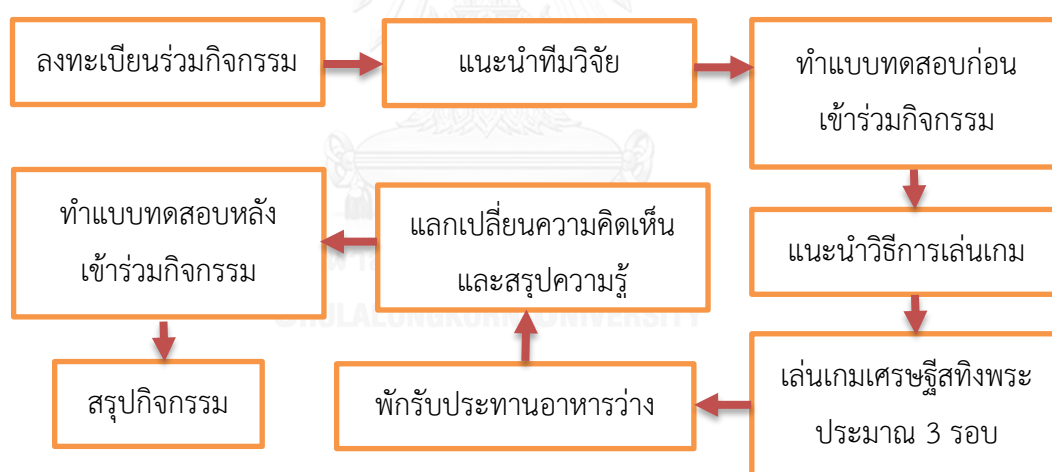 ลงทะเบียนร่วมกิจกรรม
แนะนำทีมวิจัย
ทำแบบทดสอบก่อน
เข้าร่วมกิจกรรม
แนะนำวิธีการเล่นเกม
เล่นเกมเศรษฐีสทิงพระ
ประมาณ 3 รอบ
พักรับประทานอาหารว่าง
แลกเปลี่ยนความคิดเห็น
และสรุปความรู้
ทำแบบทดสอบหลัง
เข้าร่วมกิจกรรม
สรุปกิจกรรม
CHULALONGKORN UNIVERSITY